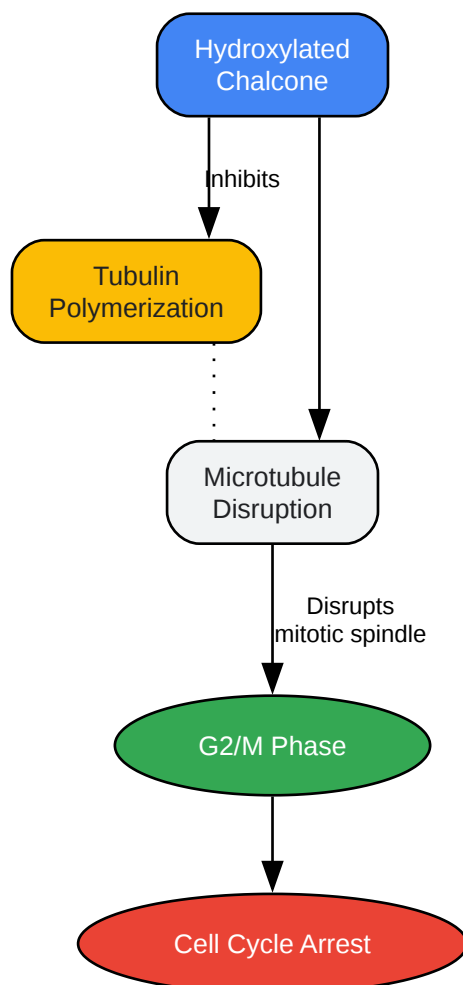 Hydroxylated
Chalcone
Inhibits
Tubulin
Polymerization
Microtubule
Disruption
Disrupts
mitotic spindle
G2/M Phase
Cell Cycle Arrest